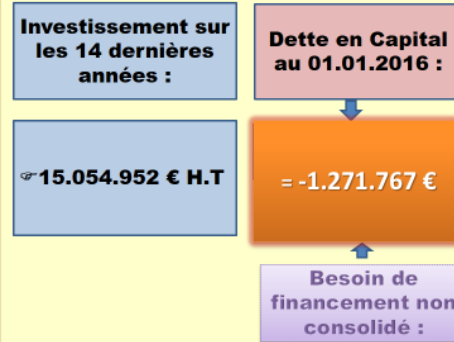 Investissement sur
les 14 dernières
années :
Dette en Capital
au 01.01.2016 :
☞15.054.952 € H.T
= -1.271.767 €
Besoin de
financement non
consolidé :